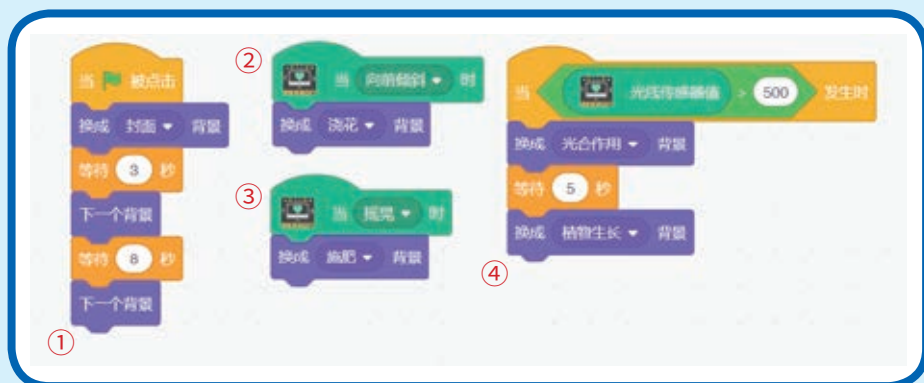 ①
当 被点击
换成 封面 背景
等待 3 秒
下一个背景
等待 8 秒
下一个背景
②
当 向前倾斜 时
换成 浇花 背景
③
当 摇晃 时
换成 施肥 背景
④
当 光线传感器值 > 500 发生时
换成 光合作用 背景
等待 5 秒
换成 植物生长 背景